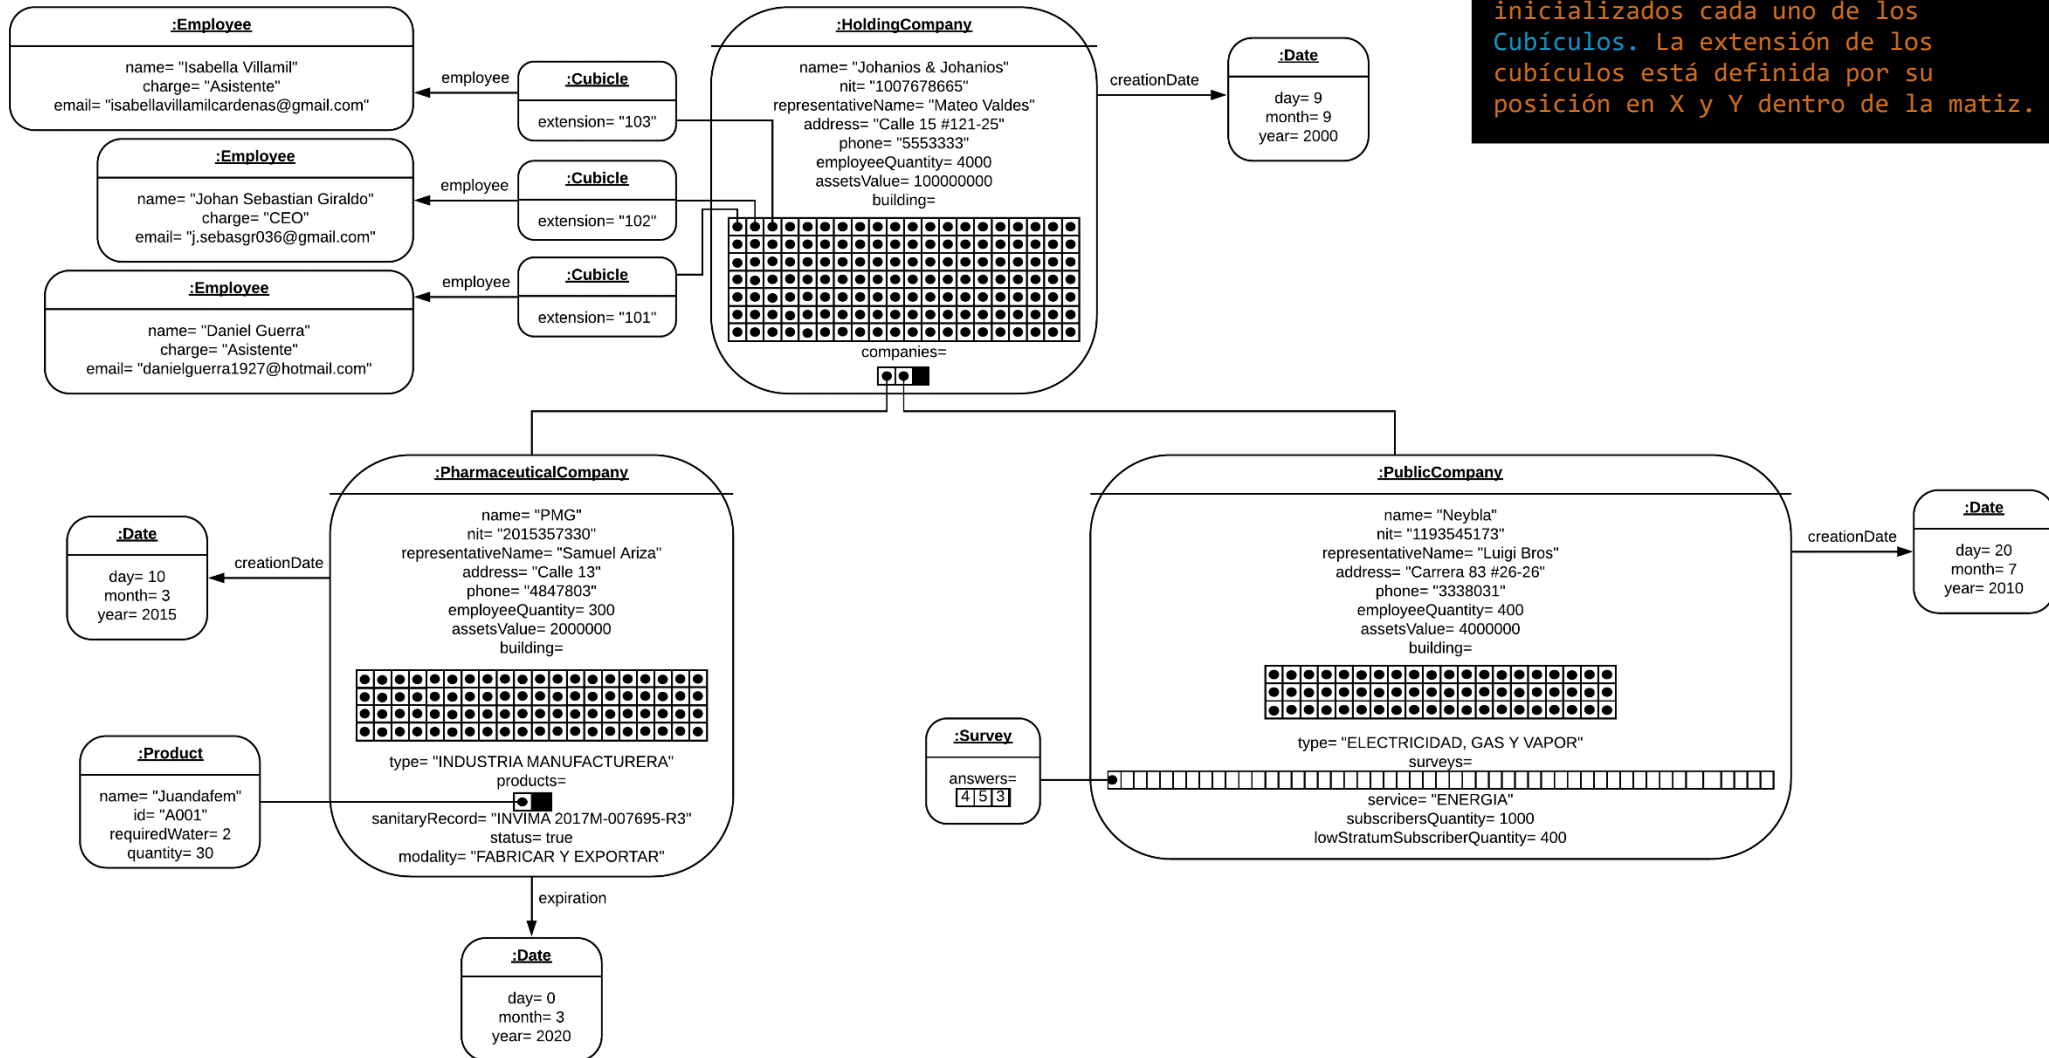 :Employee
name= "Isabella Villamil"
charge= "Asistente"
email= "isabellavillamilcardenas@gmail.com"
employee
:Cubicle
extension= "103"
:Employee
name= "Johan Sebastian Giraldo"
charge= "CEO"
email= "j.sebasgr036@gmail.com"
employee
:Cubicle
extension= "102"
:Employee
name= "Daniel Guerra"
charge= "Asistente"
email= "danielguerra1927@hotmail.com"
employee
:Cubicle
extension= "101"
:HoldingCompany
name= "Johanios & Johanios"
nit= "1007678665"
representativeName= "Mateo Valdes"
address= "Calle 15 #121-25"
phone= "5553333"
employeeQuantity= 4000
assetsValue= 100000000
building=
companies=
creationDate
:Date
day= 9
month= 9
year= 2000
inicializados cada uno de los
Cubículos. La extensión de los
cubículos está definida por su
posición en X y Y dentro de la matiz.
:PharmaceuticalCompany
name= "PMG"
nit= "2015357330"
representativeName= "Samuel Ariza"
address= "Calle 13"
phone= "4847803"
employeeQuantity= 300
assetsValue= 2000000
building=
type= "INDUSTRIA MANUFACTURERA"
products=
sanitaryRecord= "INVIMA 2017M-007695-R3"
status= true
modality= "FABRICAR Y EXPORTAR"
creationDate
:Date
day= 10
month= 3
year= 2015
:Product
name= "Juandafem"
id= "A001"
requiredWater= 2
quantity= 30
expiration
:Date
day= 0
month= 3
year= 2020
:PublicCompany
name= "Neybla"
nit= "1193545173"
representativeName= "Luigi Bros"
address= "Carrera 83 #26-26"
phone= "3338031"
employeeQuantity= 400
assetsValue= 4000000
building=
type= "ELECTRICIDAD, GAS Y VAPOR"
surveys=
service= "ENERGIA"
subscribersQuantity= 1000
lowStratumSubscriberQuantity= 400
:Survey
answers=
4 5 3
creationDate
:Date
day= 20
month= 7
year= 2010